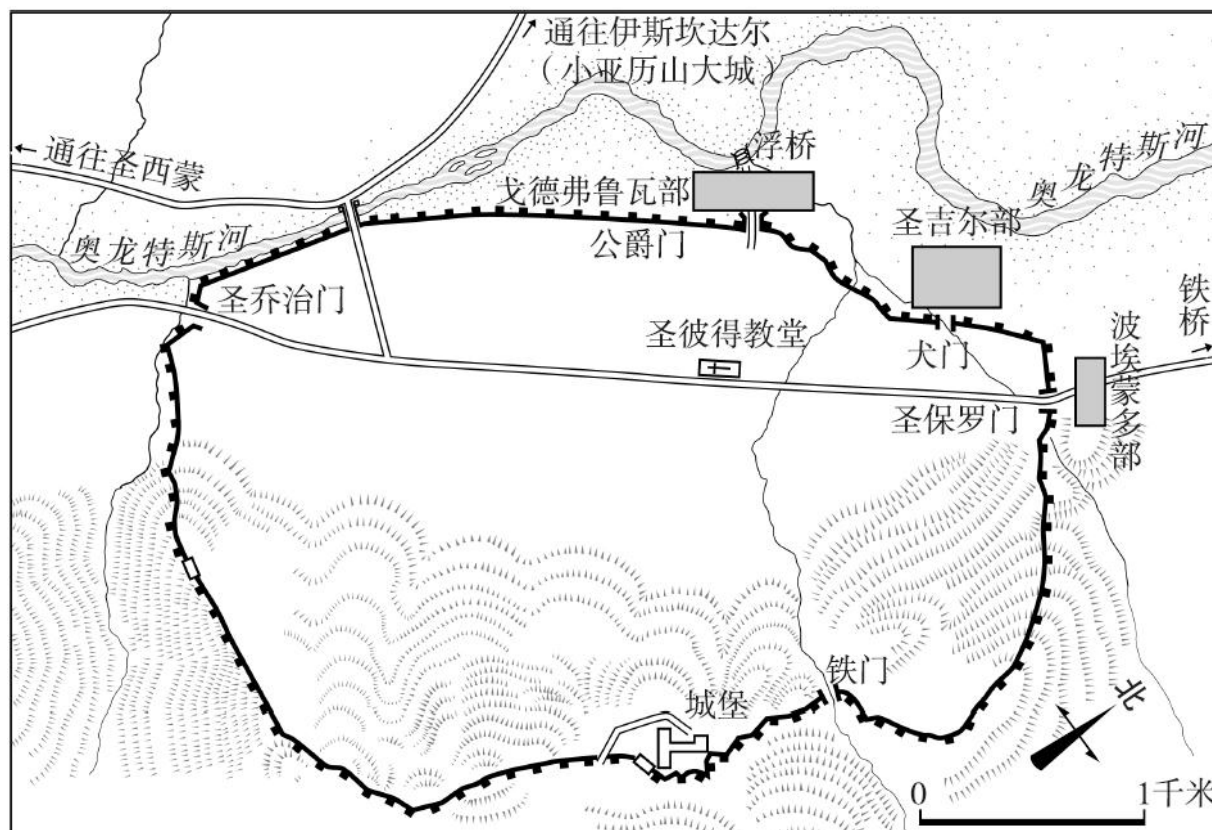 通往伊斯坎达尔
(小亚历山大城)
通往圣西蒙
浮桥
奥龙特斯河
戈德弗鲁瓦部
圣吉尔部
奥龙特斯河
公爵门
圣乔治门
铁桥
圣彼得教堂
犬门
波埃蒙多部
圣保罗门
铁门
城堡
北
0
1千米